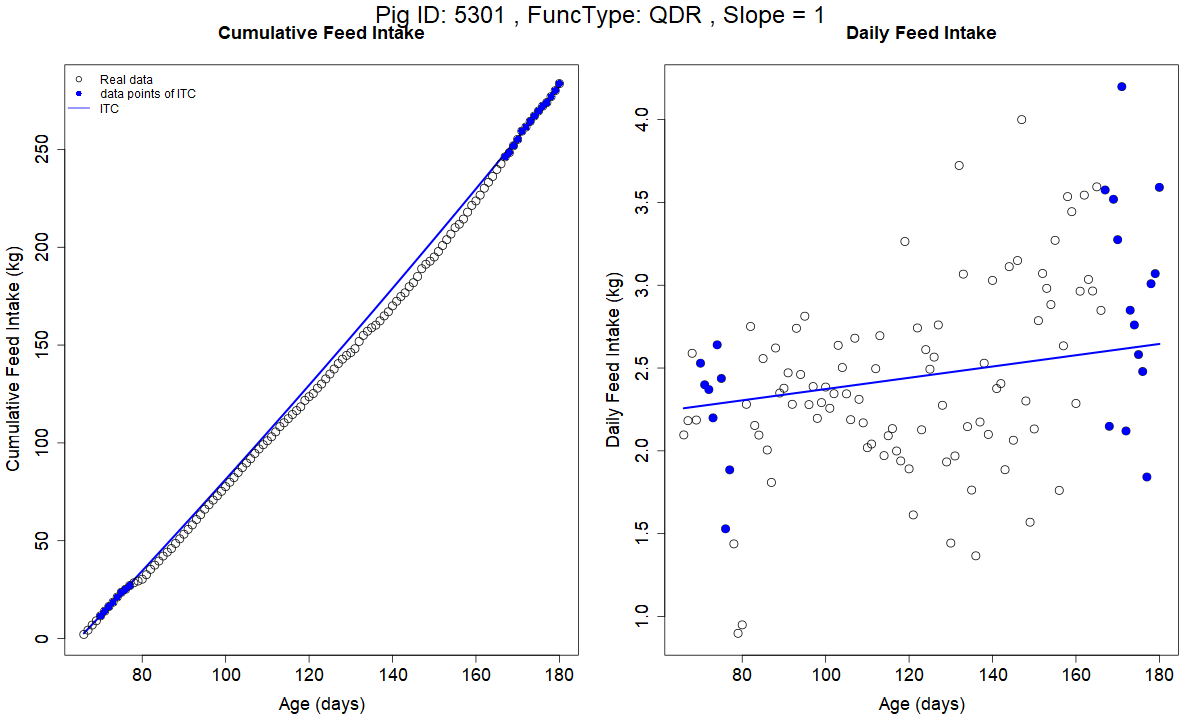 Pig ID: 5301 , FuncType: QDR , Slope = 1
Cumulative Feed Intake
Real data
data points of ITC
ITC
0
50
100
150
200
250
Cumulative Feed Intake (kg)
80
100
120
140
160
180
Age (days)
Daily Feed Intake
1.0
1.5
2.0
2.5
3.0
3.5
4.0
Daily Feed Intake (kg)
80
100
120
140
160
180
Age (days)